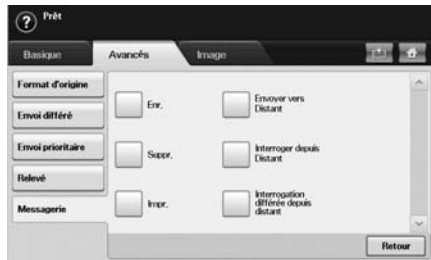 ? Prêt
Basique Avancés Image
Format d'origine
Envoi différé
Envoi prioritaire
Relevé
Messagerie
Enr.
Envoyer vers
Distant
Suppr.
Interroger depuis
Distant
Impr.
Interrogation
différée depuis
distant
Retour